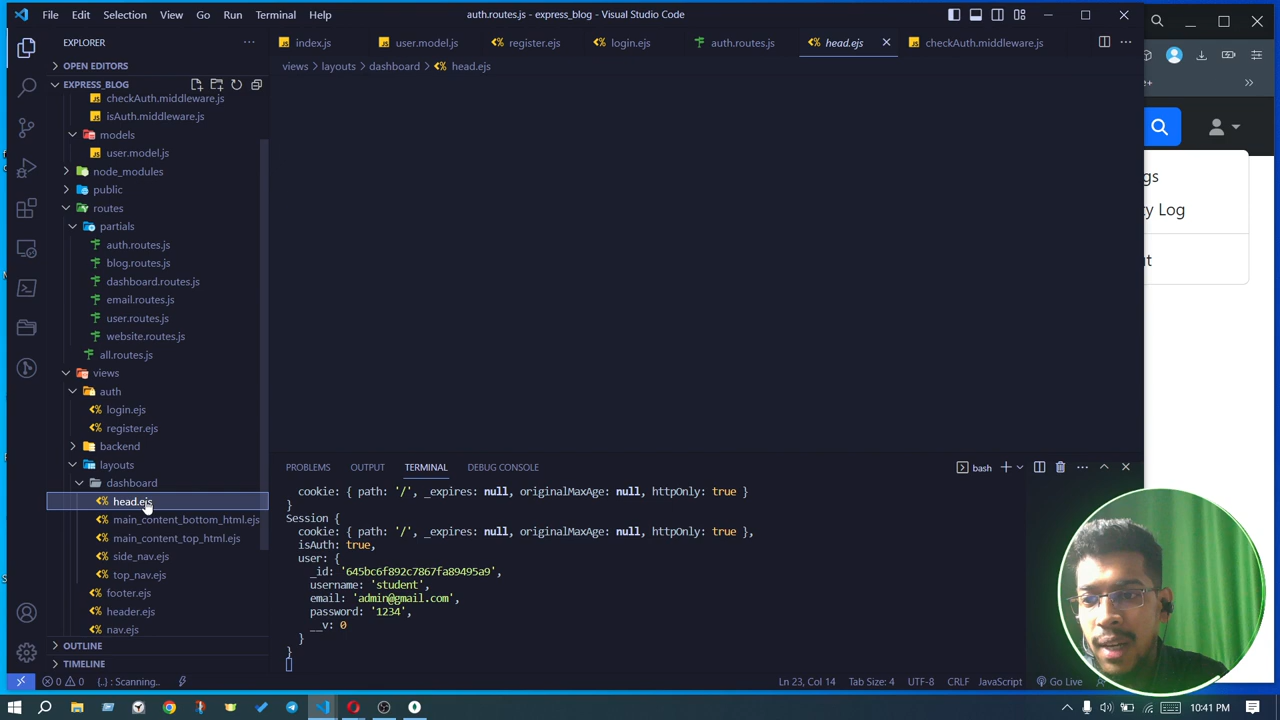 File Edit Selection View Go Run Terminal Help
auth.routes.js - express_blog - Visual Studio Code
EXPLORER
OPEN EDITORS
EXPRESS_BLOG
checkAuth.middleware.js
isAuth.middleware.js
models
user.model.js
node_modules
public
routes
partials
auth.routes.js
blog.routes.js
dashboard.routes.js
email.routes.js
user.routes.js
website.routes.js
all.routes.js
views
auth
login.ejs
register.ejs
backend
layouts
dashboard
head.ejs
main_content_bottom_html.ejs
main_content_top_html.ejs
side_nav.ejs
top_nav.ejs
footer.ejs
header.ejs
nav.ejs
OUTLINE
TIMELINE
index.js user.model.js register.ejs login.ejs auth.routes.js head.ejs checkAuth.middleware.js
views > layouts > dashboard > head.ejs
PROBLEMS OUTPUT TERMINAL DEBUG CONSOLE
bash
cookie: { path: '/', _expires: null, originalMaxAge: null, httpOnly: true }
}
Session {
cookie: { path: '/', _expires: null, originalMaxAge: null, httpOnly: true },
isAuth: true,
user: {
_id: '645bc6f892c7867fa89495a9',
username: 'student',
email: 'admin@gmail.com',
password: '1234',
__v: 0
}
}
gs
y Log
t
0 0 {..} : Scanning.. Ln 23, Col 14 Tab Size: 4 UTF-8 CRLF JavaScript Go Live
10:41 PM